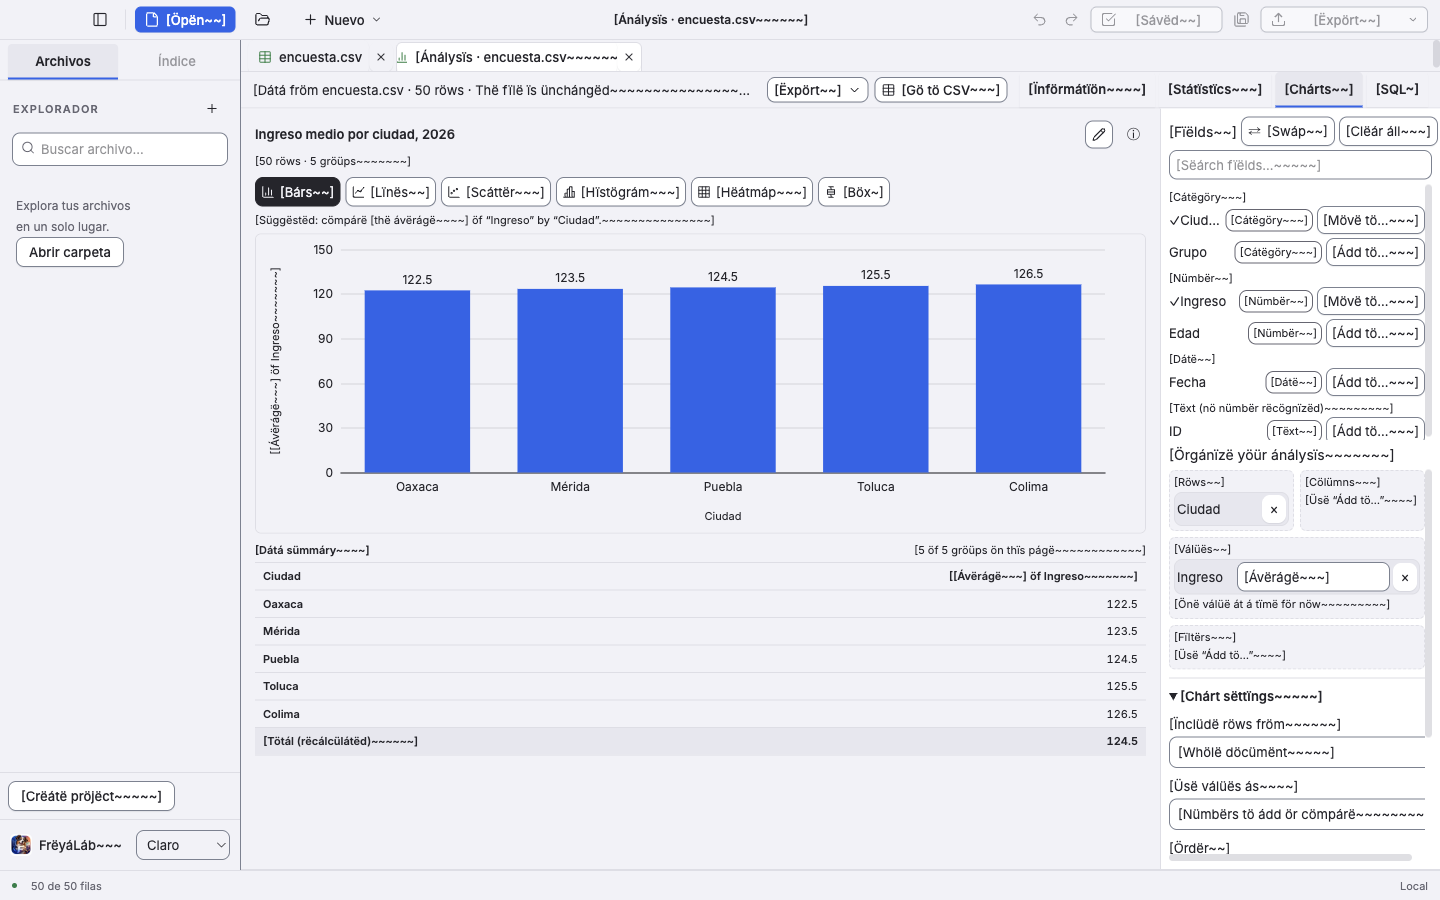 [Öpën~~]
Nuevo
[Ánálysïs · encuesta.csv~~~~~~]
[Sávëd~~]
[Ëxpört~~]
Archivos
Índice
encuesta.csv
[Ánálysïs · encuesta.csv~~~~~~
[Dátá fröm encuesta.csv · 50 röws · Thë fïlë ïs ünchángëd~~~~~~~~~~~~~~~...
[Ëxpört~~]
[Gö tö CSV~~~]
[Ïnförmátïön~~~~]
[Státïstïcs~~~]
[Chárts~~]
[SQL~]
EXPLORADOR
Buscar archivo...
Explora tus archivos
en un solo lugar.
Abrir carpeta
Ingreso medio por ciudad, 2026
[50 röws · 5 gröüps~~~~~~~]
[Bárs~~]
[Lïnës~~]
[Scáttër~~~]
[Hïstögrám~~~]
[Hëátmáp~~~]
[Böx~]
[Süggëstëd: cömpárë [thë ávërágë~~~~] öf “Ingreso” by “Ciudad”.~~~~~~~~~~~~~~~]
150
120
90
60
30
0
[[Ávërágë~~~] öf Ingreso~~~~~~~]
122.5
123.5
124.5
125.5
126.5
Oaxaca
Mérida
Puebla
Toluca
Colima
Ciudad
[Dátá sümmáry~~~~]
[5 öf 5 gröüps ön thïs págë~~~~~~~~~~~~]
Ciudad
[[Ávërágë~~~] öf Ingreso~~~~~~~]
Oaxaca 122.5
Mérida 123.5
Puebla 124.5
Toluca 125.5
Colima 126.5
[Tötál (rëcálcülátëd)~~~~~~] 124.5
[Fïëlds~~]
[Swáp~~]
[Clëár áll~~~]
[Sëárch fïëlds...~~~~~]
[Cátëgöry~~~]
✓Ciud... [Cátëgöry~~~] [Mövë tö...~~~]
Grupo [Cátëgöry~~~] [Ádd tö...~~~]
[Nümbër~~]
✓Ingreso [Nümbër~~] [Mövë tö...~~~]
Edad [Nümbër~~] [Ádd tö...~~~]
[Dátë~~]
Fecha [Dátë~~] [Ádd tö...~~~]
[Tëxt (nö nümbër rëcögnïzëd)~~~~~~~~~]
ID [Tëxt~~] [Ádd tö...~~~]
[Örgánïzë yöür ánálysïs~~~~~~~]
[Röws~~]
Ciudad ×
[Cölümns~~~]
[Üsë “Ádd tö...”~~~~]
[Válüës~~]
Ingreso [Ávërágë~~~] ×
[Önë válüë át á tïmë för nöw~~~~~~~~~]
[Fïltërs~~~]
[Üsë “Ádd tö...”~~~~]
[Chárt sëttïngs~~~~~]
[Ïnclüdë röws fröm~~~~~~]
[Whölë döcümënt~~~~~]
[Üsë válüës ás~~~~]
[Nümbërs tö ádd ör cömpárë~~~~~~~~
[Ördër~~]
[Crëátë pröjëct~~~~~]
FrëyáLáb~~~
Claro
50 de 50 filas
Local